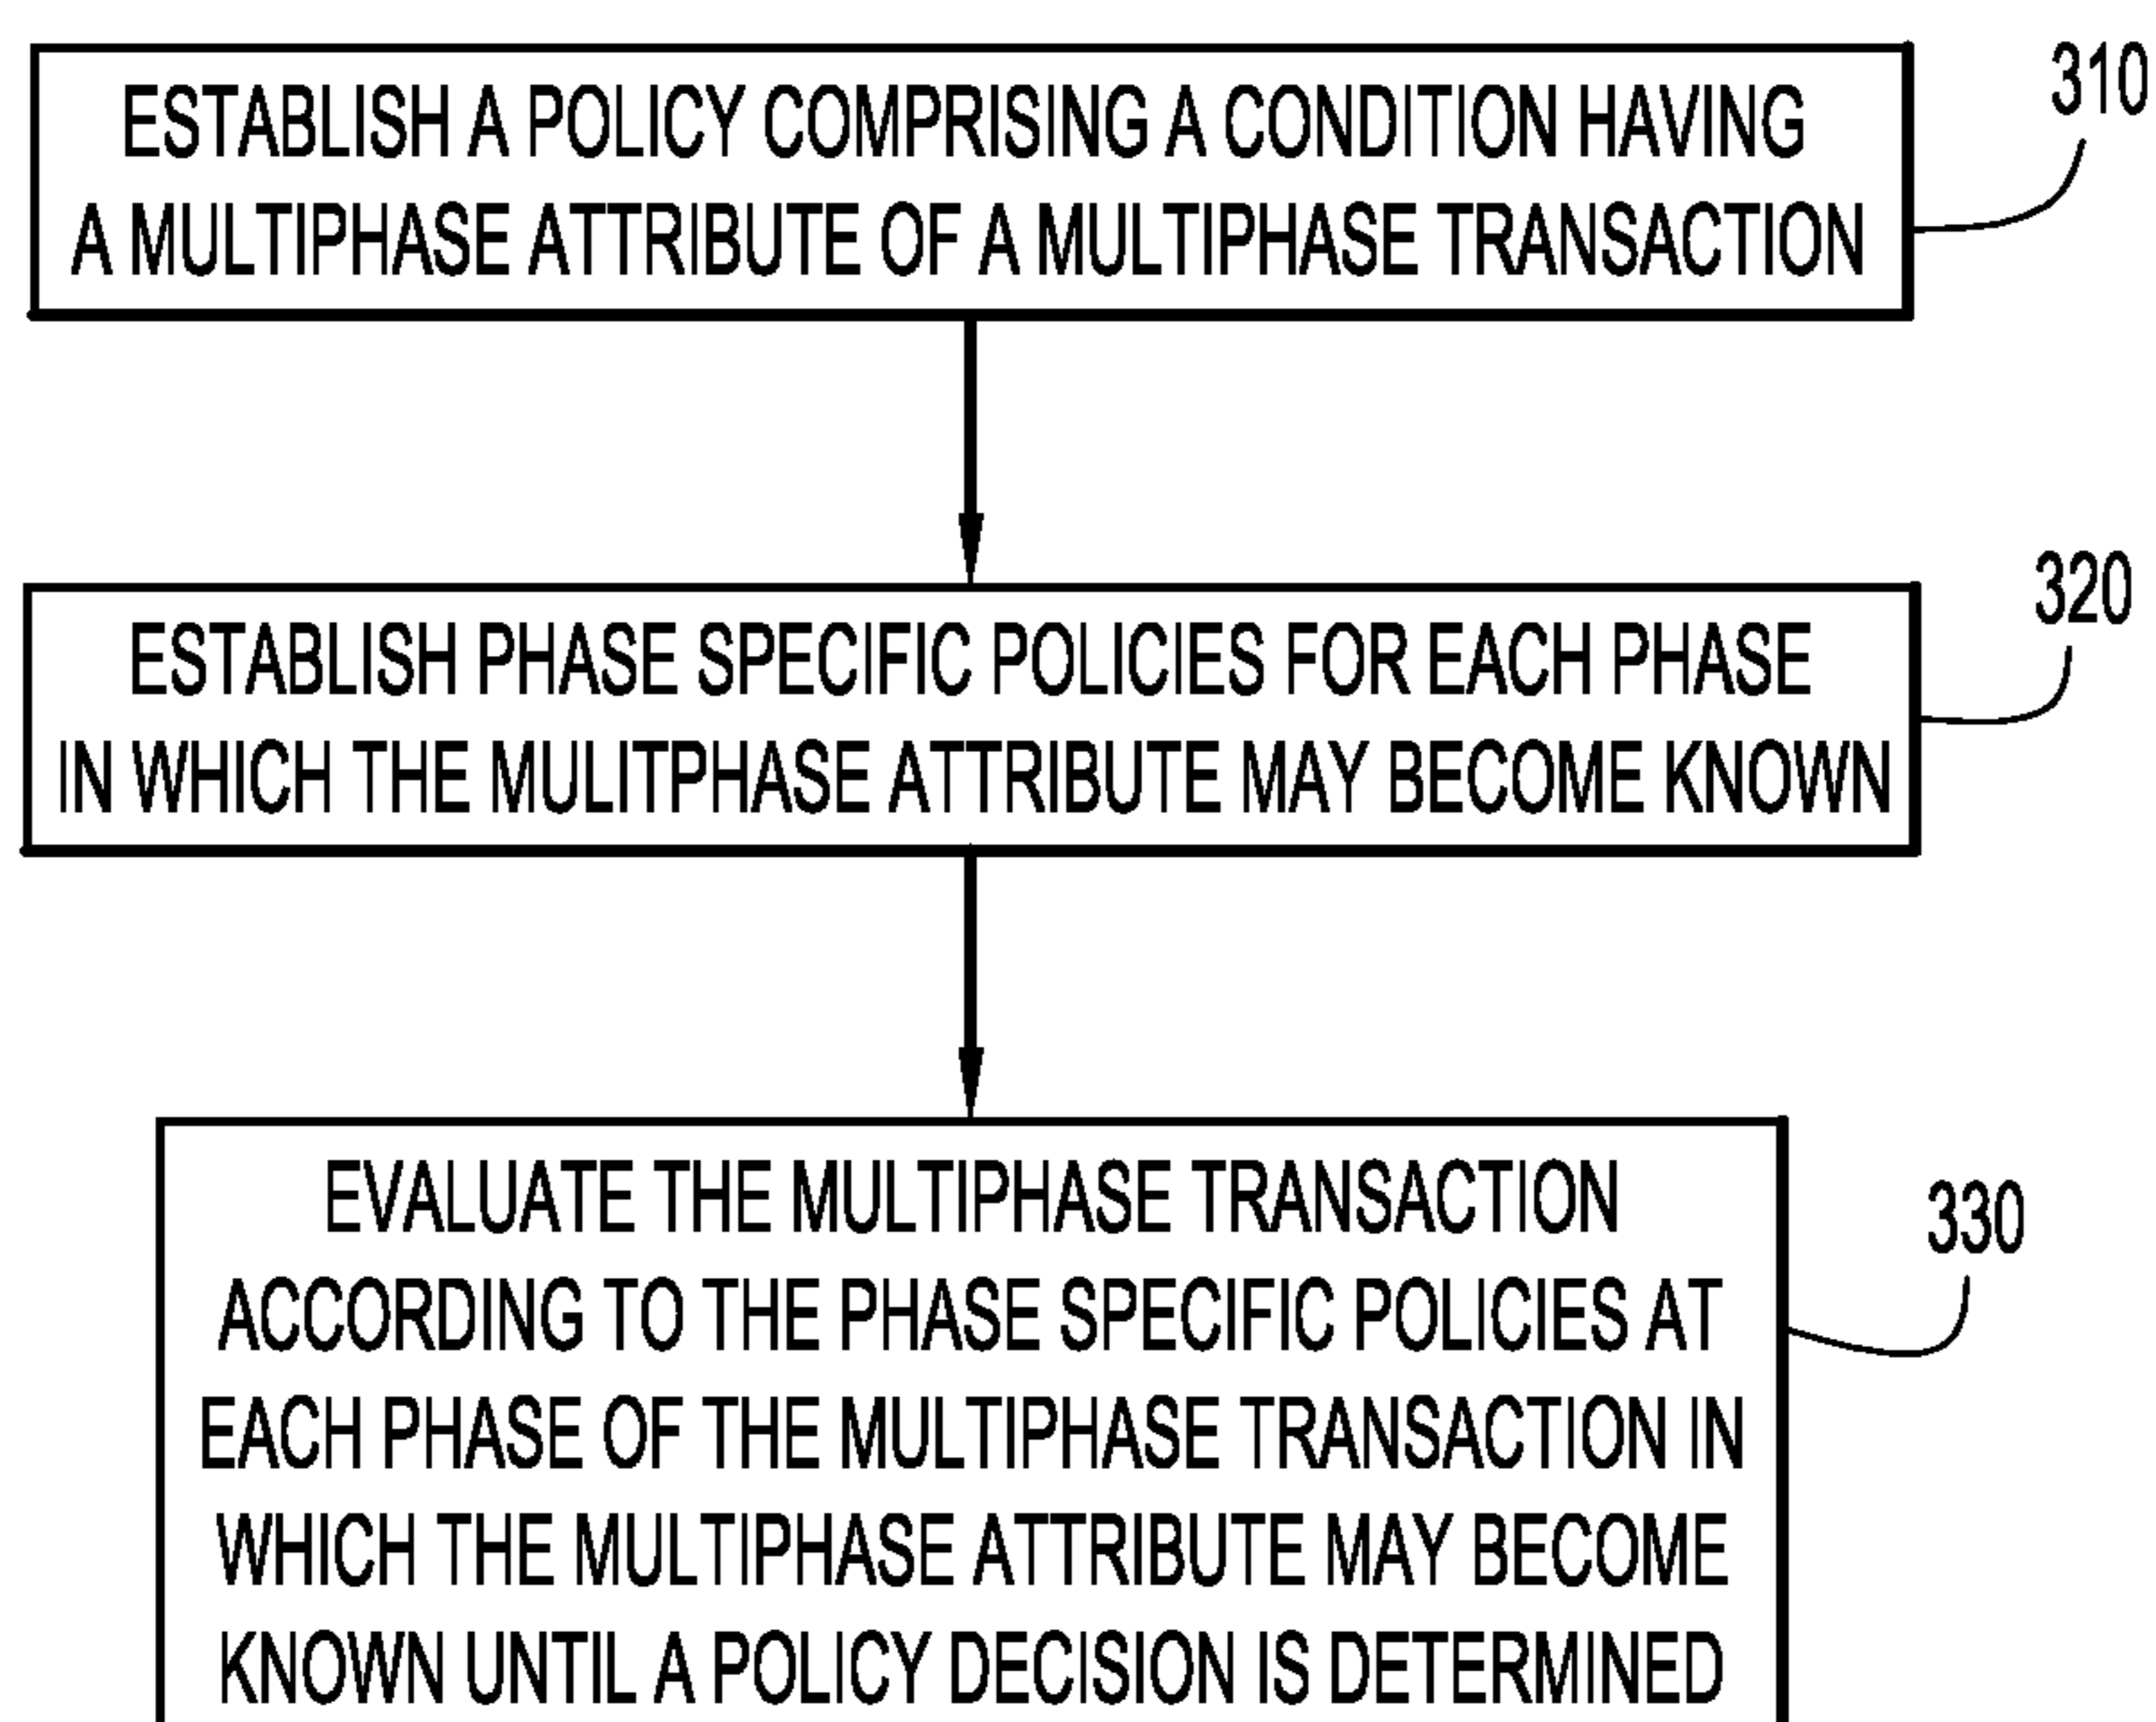 ESTABLISH A POLICY COMPRISING A CONDITION HAVING
A MULTIPHASE ATTRIBUTE OF A MULTIPHASE TRANSACTION
310
ESTABLISH PHASE SPECIFIC POLICIES FOR EACH PHASE
IN WHICH THE MULITPHASE ATTRIBUTE MAY BECOME KNOWN
320
EVALUATE THE MULTIPHASE TRANSACTION
ACCORDING TO THE PHASE SPECIFIC POLICIES AT
EACH PHASE OF THE MULTIPHASE TRANSACTION IN
WHICH THE MULTIPHASE ATTRIBUTE MAY BECOME
KNOWN UNTIL A POLICY DECISION IS DETERMINED
330